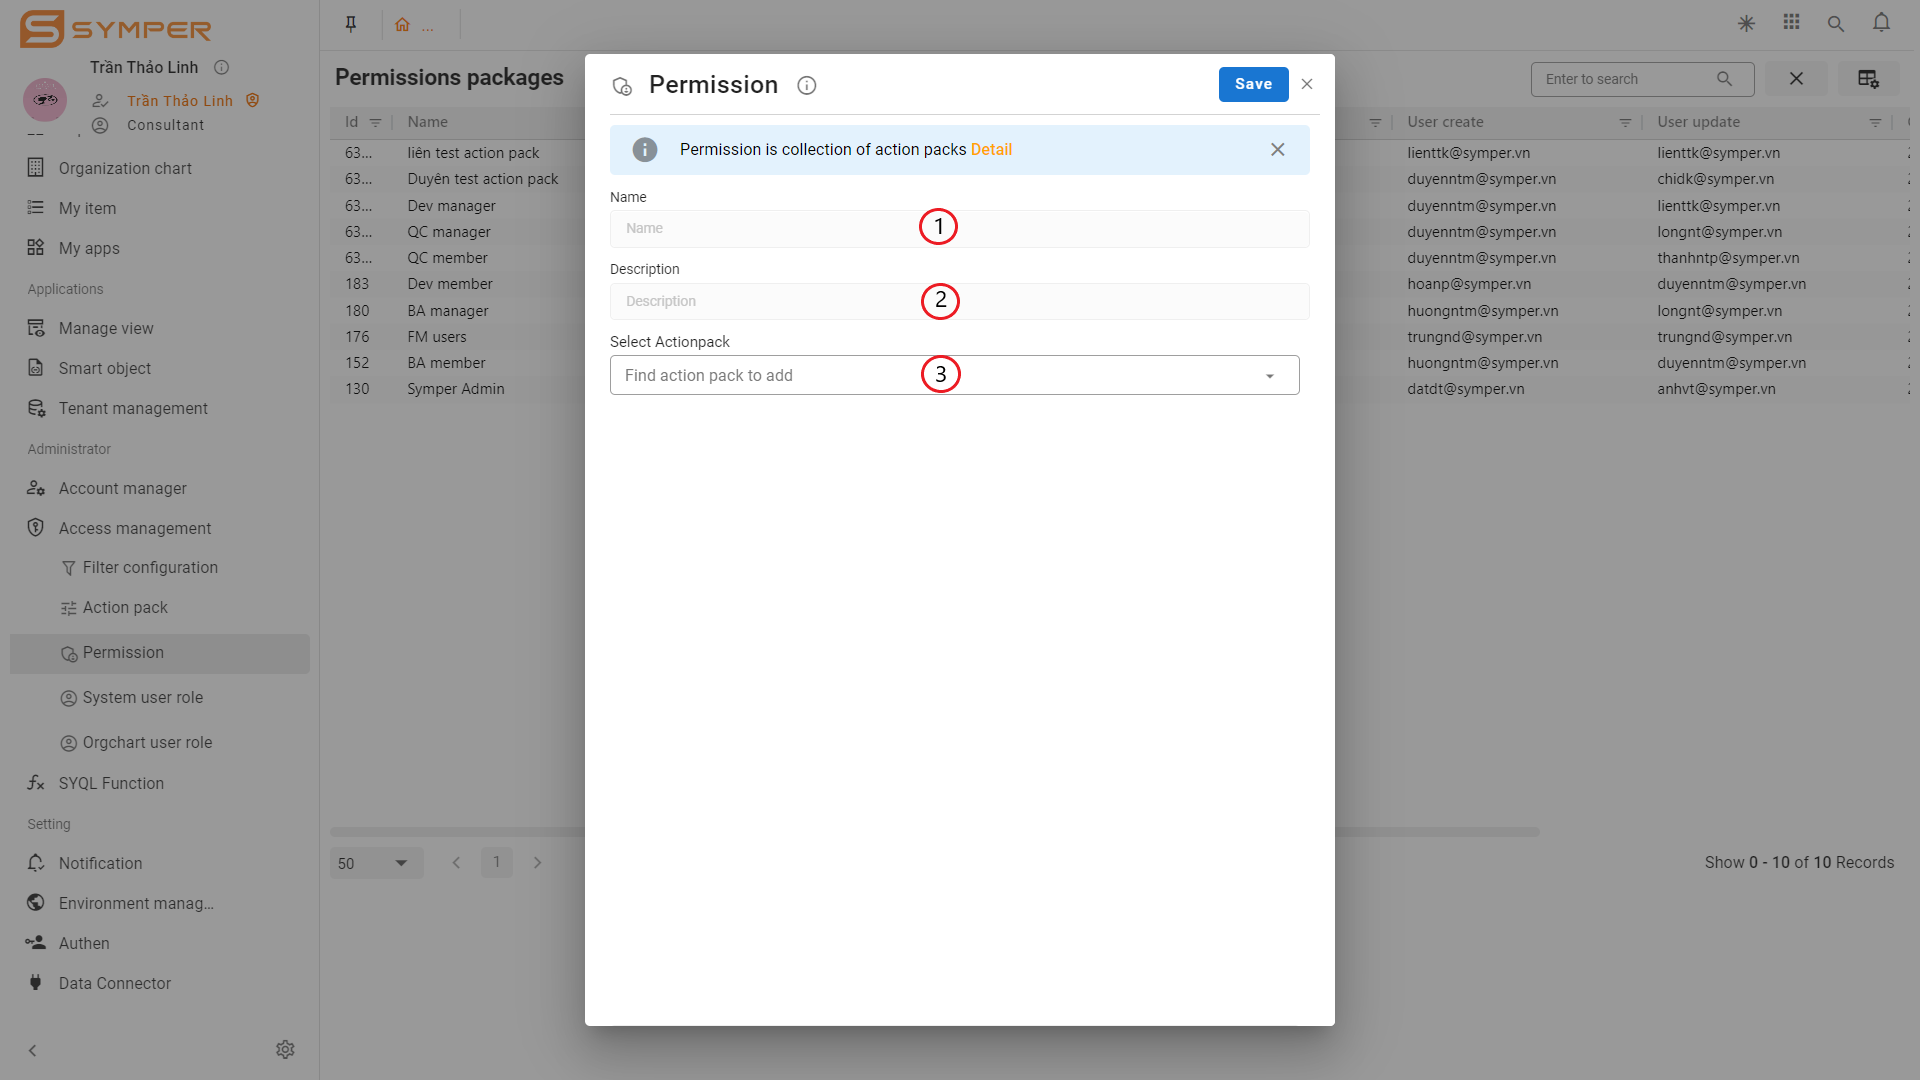 SYMPER
Trần Thảo Linh
Trần Thảo Linh
Consultant
Organization chart
My item
My apps
Applications
Manage view
Smart object
Tenant management
Administrator
Account manager
Access management
Filter configuration
Action pack
Permission
System user role
Orgchart user role
SYQL Function
Setting
Notification
Environment manag...
Authen
Data Connector
...
Permissions packages
Enter to search
Id Name User create User update
63... liên test action pack lienttk@symper.vn lienttk@symper.vn
63... Duyên test action pack duyenntm@symper.vn chidk@symper.vn
63... Dev manager duyenntm@symper.vn lienttk@symper.vn
63... QC manager duyenntm@symper.vn longnt@symper.vn
63... QC member duyenntm@symper.vn thanhntp@symper.vn
183 Dev member hoanp@symper.vn duyenntm@symper.vn
180 BA manager huongntm@symper.vn longnt@symper.vn
176 FM users trungnd@symper.vn trungnd@symper.vn
152 BA member huongntm@symper.vn duyenntm@symper.vn
130 Symper Admin datdt@symper.vn anhvt@symper.vn
50 1 Show 0 - 10 of 10 Records
Permission Save
Permission is collection of action packs Detail
Name
Name 1
Description
Description 2
Select Actionpack
Find action pack to add 3